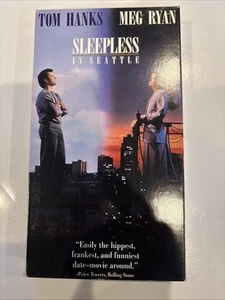 TOM HANKS MEG RYAN
SLEEPLESS
IN SEATTLE
"Easily the hippest,
frankest, and funniest
date-movie around."
-Peter Travers, Rolling Stone